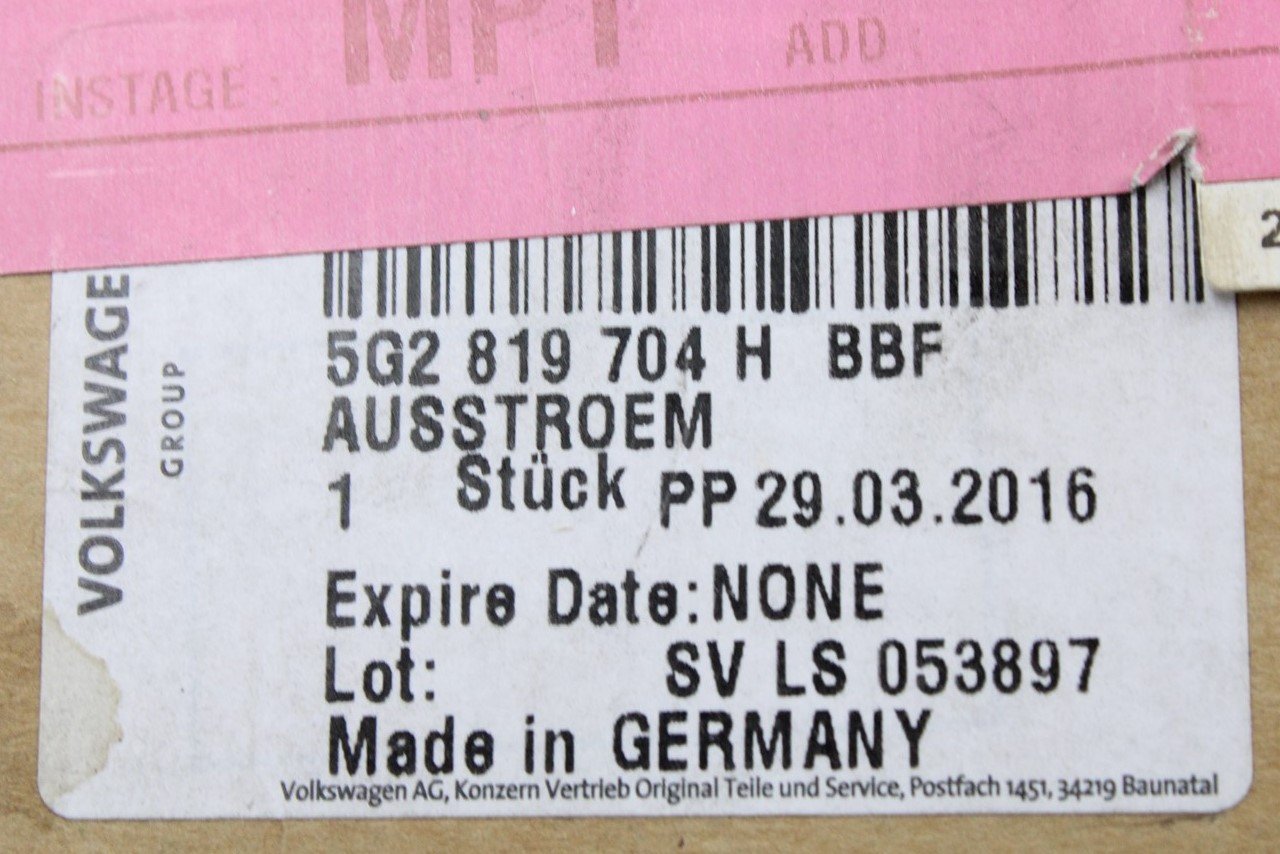 INSTAGE :
MPT
ADD :
2
VOLKSWAGE
GROUP
5G2 819 704 H BBF
AUSSTROEM
1 Stück PP 29.03.2016
Expire Date:NONE
Lot: SV LS 053897
Made in GERMANY
Volkswagen AG, Konzern Vertrieb Original Teile und Service, Postfach 1451, 34219 Baunatal